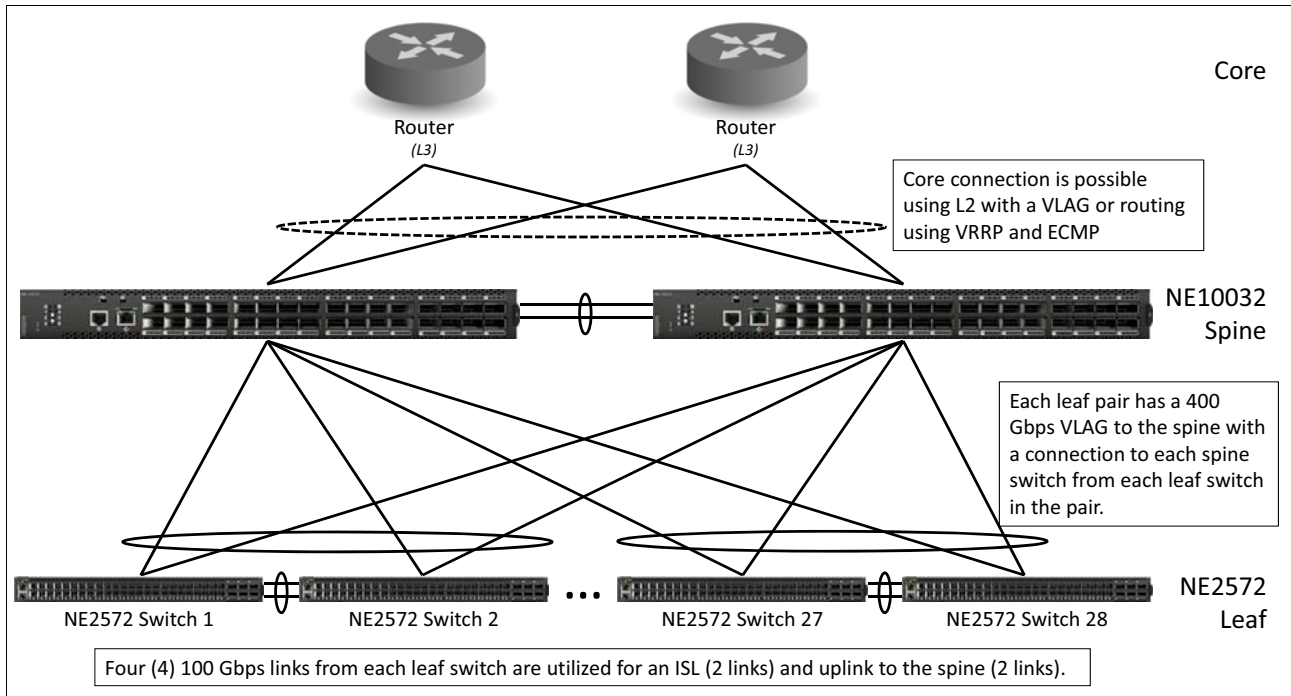 Core
Router
(L3)
Router
(L3)
Core connection is possible
using L2 with a VLAG or routing
using VRRP and ECMP
NE10032
Spine
Each leaf pair has a 400
Gbps VLAG to the spine with
a connection to each spine
switch from each leaf switch
in the pair.
...
NE2572
Leaf
NE2572 Switch 1
NE2572 Switch 2
NE2572 Switch 27
NE2572 Switch 28
Four (4) 100 Gbps links from each leaf switch are utilized for an ISL (2 links) and uplink to the spine (2 links).